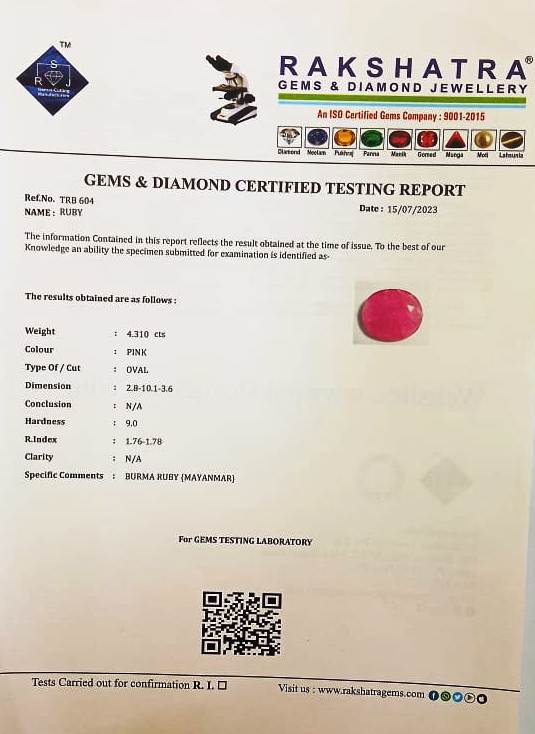 TM
R S J
Gems-Cutting
Manufacturers
RAKSHATRA®
GEMS & DIAMOND JEWELLERY
An ISO Certified Gems Company : 9001-2015
Diamond Neelam Pukhraj Panna Manik Gomed Munga Moti Lahsunia
GEMS & DIAMOND CERTIFIED TESTING REPORT
Ref.No. TRB 604
NAME : RUBY
Date : 15/07/2023
The information Contained in this report reflects the result obtained at the time of issue. To the best of our
Knowledge an ability the specimen submitted for examination is identified as-
The results obtained are as follows :
Weight : 4.310 cts
Colour : PINK
Type Of / Cut : OVAL
Dimension : 2.8-10.1-3.6
Conclusion : N/A
Hardness : 9.0
R.Index : 1.76-1.78
Clarity : N/A
Specific Comments : BURMA RUBY (MAYANMAR)
For GEMS TESTING LABORATORY
Tests Carried out for confirmation R. I. ☐
Visit us : www.rakshatragems.com